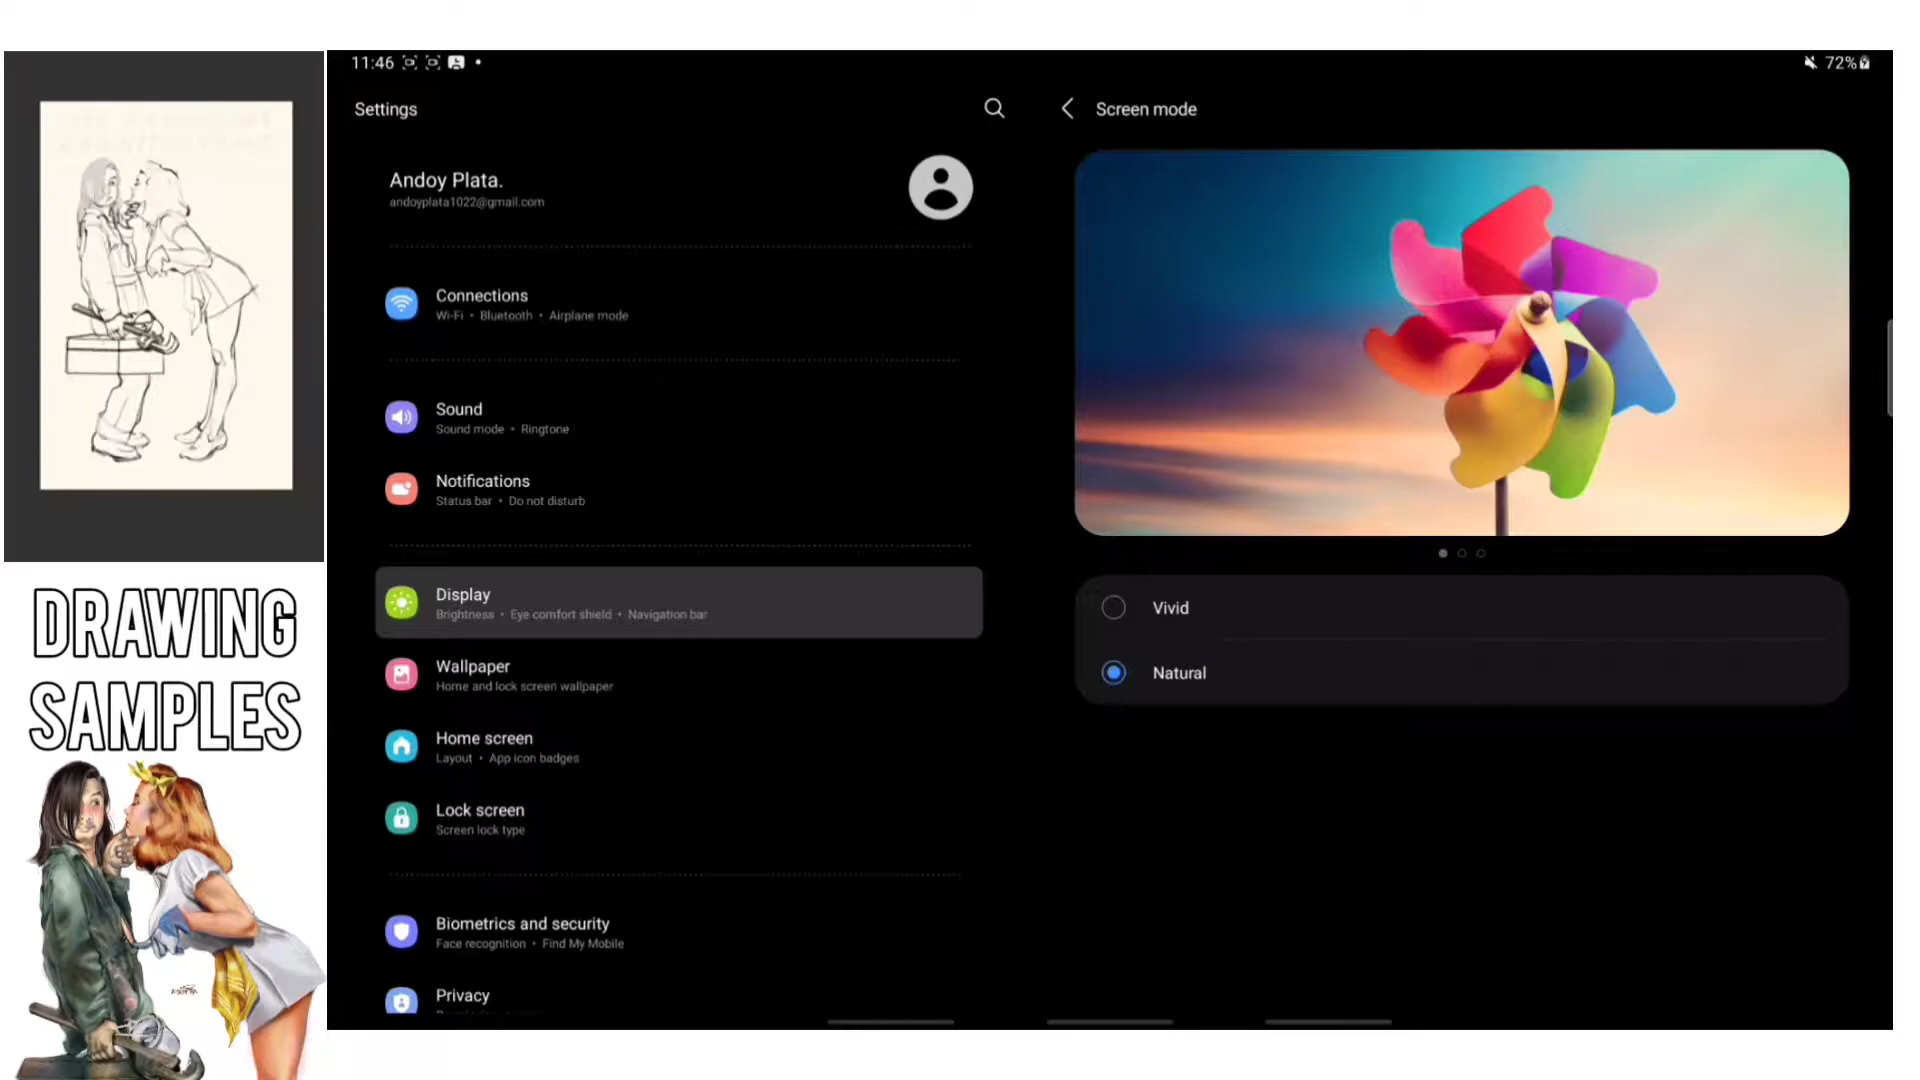 11:46
72%
Settings
Screen mode
Andoy Plata.
andoyplata1022@gmail.com
Connections
Wi-Fi • Bluetooth • Airplane mode
Sound
Sound mode • Ringtone
Notifications
Status bar • Do not disturb
Display
Brightness • Eye comfort shield • Navigation bar
Wallpaper
Home and lock screen wallpaper
Home screen
Layout • App icon badges
Lock screen
Screen lock type
Biometrics and security
Face recognition • Find My Mobile
Privacy
Vivid
Natural
DRAWING
SAMPLES